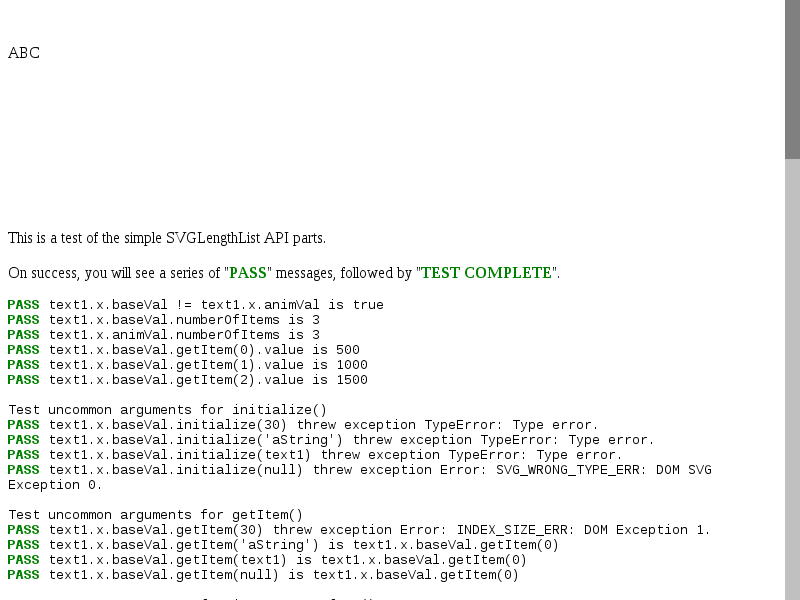 ABC
This is a test of the simple SVGLengthList API parts.
On success, you will see a series of "PASS" messages, followed by "TEST COMPLETE".
PASS text1.x.baseVal != text1.x.animVal is true
PASS text1.x.baseVal.numberOfItems is 3
PASS text1.x.animVal.numberOfItems is 3
PASS text1.x.baseVal.getItem(0).value is 500
PASS text1.x.baseVal.getItem(1).value is 1000
PASS text1.x.baseVal.getItem(2).value is 1500
Test uncommon arguments for initialize()
PASS text1.x.baseVal.initialize(30) threw exception TypeError: Type error.
PASS text1.x.baseVal.initialize('aString') threw exception TypeError: Type error.
PASS text1.x.baseVal.initialize(text1) threw exception TypeError: Type error.
PASS text1.x.baseVal.initialize(null) threw exception Error: SVG_WRONG_TYPE_ERR: DOM SVG
Exception 0.
Test uncommon arguments for getItem()
PASS text1.x.baseVal.getItem(30) threw exception Error: INDEX_SIZE_ERR: DOM Exception 1.
PASS text1.x.baseVal.getItem('aString') is text1.x.baseVal.getItem(0)
PASS text1.x.baseVal.getItem(text1) is text1.x.baseVal.getItem(0)
PASS text1.x.baseVal.getItem(null) is text1.x.baseVal.getItem(0)